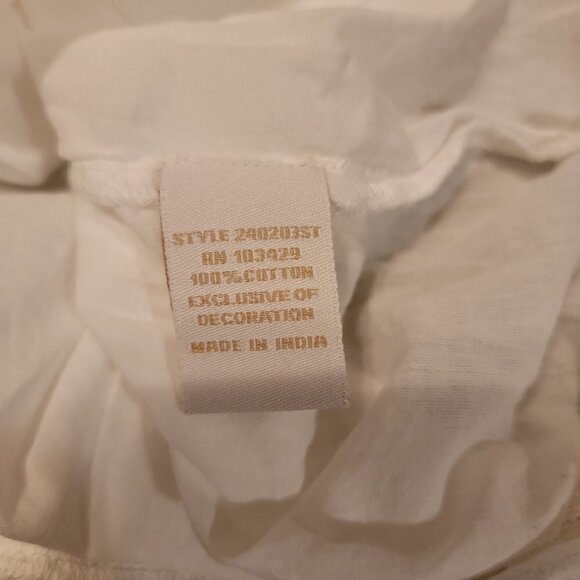 STYLE 240203ST
RN 103429
100% COTTON
EXCLUSIVE OF
DECORATION
MADE IN INDIA